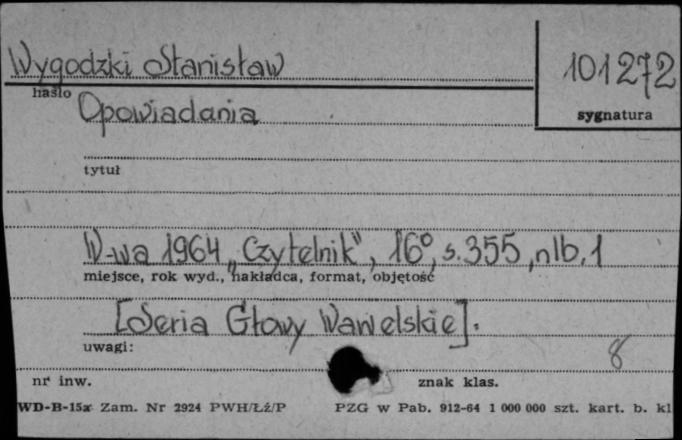 Wygodzki Stanisław
101272
hasło
sygnatura
Opowiadania
tytuł
W-wa 1964 „Czytelnik", 16°, s. 355, nlb. 1
miejsce, rok wyd., nakładca, format, objętość
[Seria Głowy Wawelskie].
uwagi:
8
nr inw.
znak klas.
WD-B-15a Zam. Nr 2924 PWH/Łź/P
PZG w Pab. 912-64 1 000 000 szt. kart. b. kl